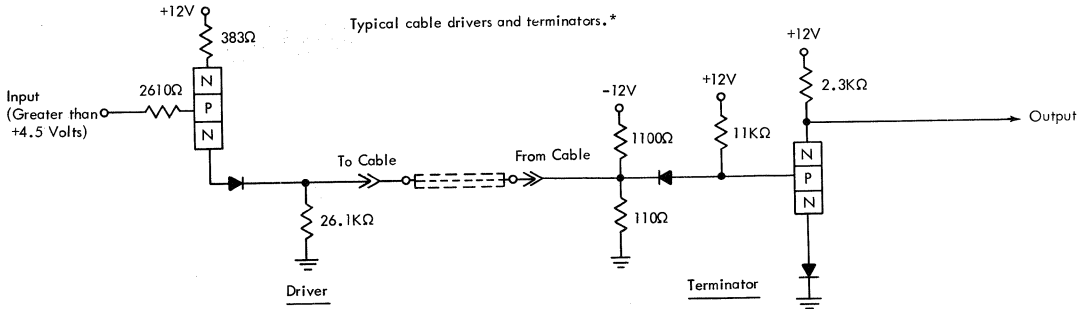 Typical cable drivers and terminators.*
+12V
383Ω
N
P
N
2610Ω
Input
(Greater than
+4.5 Volts)
To Cable
From Cable
26.1KΩ
Driver
-12V
1100Ω
110Ω
+12V
11KΩ
+12V
2.3KΩ
Output
N
P
N
Terminator